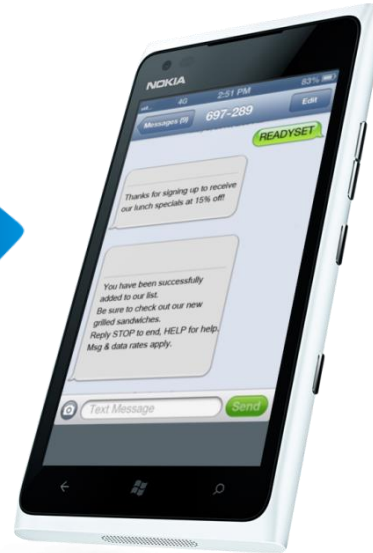 NOKIA
4G 2:51 PM 83%
Messages (9) 697-289 Edit
READYSET
Thanks for signing up to receive
our lunch specials at 15% off!
You have been successfully
added to our list.
Be sure to check out our new
grilled sandwiches.
Reply STOP to end, HELP for help.
Msg & data rates apply.
Text Message Send